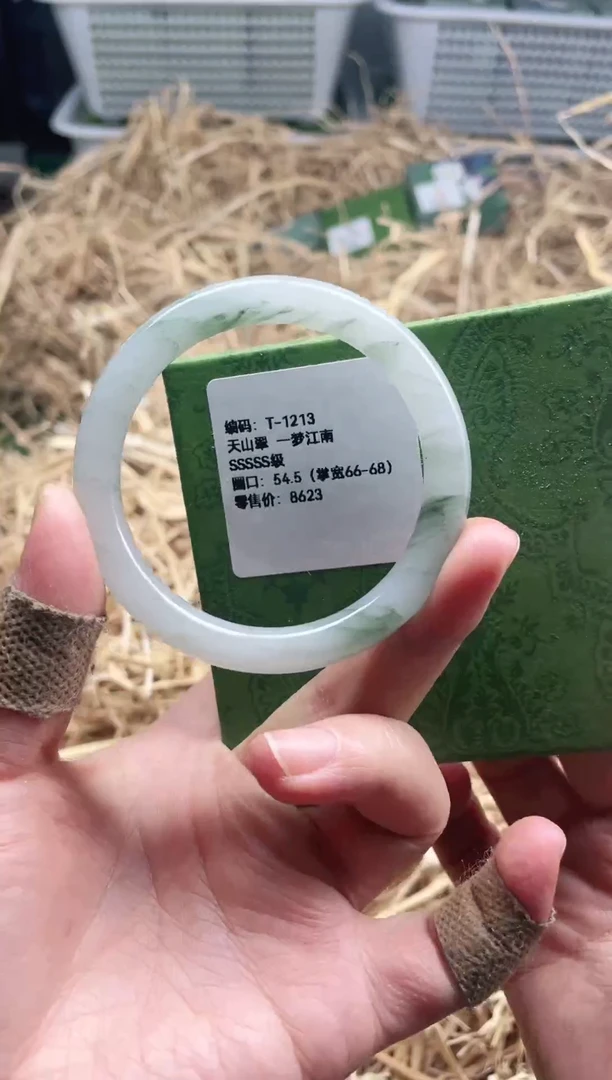 编码: T-1213
天山翠 一梦江南
SSSSS级
圈口: 54.5 (掌宽66-68)
零售价: 8623